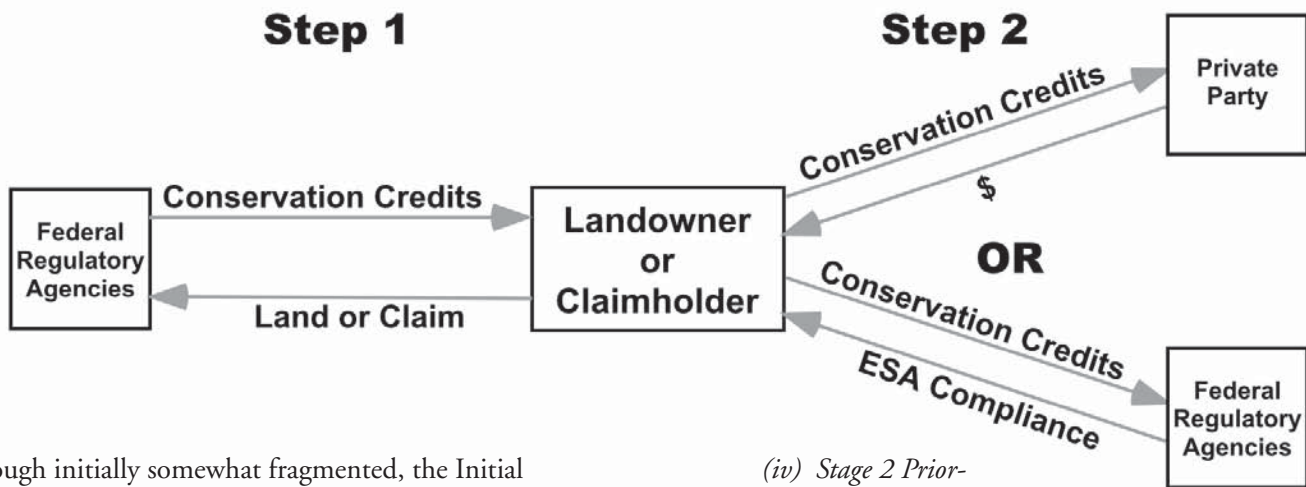 Step 1
Step 2
Federal
Regulatory
Agencies
Conservation Credits
Land or Claim
Landowner
or
Claimholder
Conservation Credits
$
Private
Party
OR
Conservation Credits
ESA Compliance
Federal
Regulatory
Agencies
ough initially somewhat fragmented, the Initial
(iv) Stage 2 Prior-